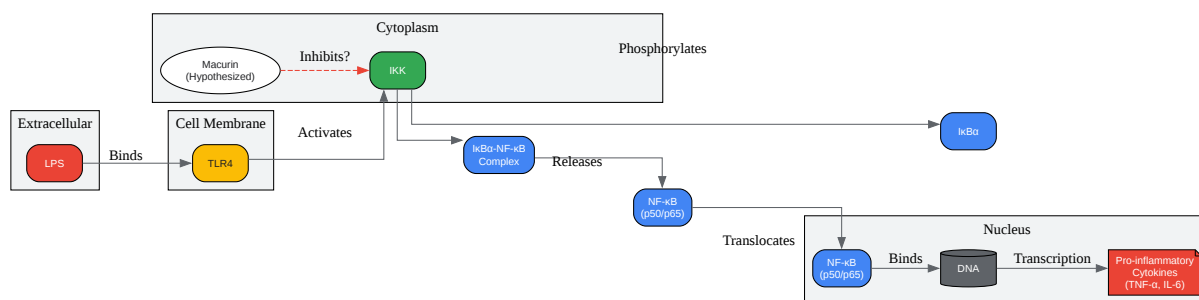 Cytoplasm
Macurin
(Hypothesized)
Inhibits?
IKK
Phosphorylates
Extracellular
LPS
Binds
Cell Membrane
TLR4
Activates
IκBα-NF-κB
Complex
Releases
IκBα
NF-κB
(p50/p65)
Translocates
Nucleus
NF-κB
(p50/p65)
Binds
DNA
Transcription
Pro-inflammatory
Cytokines
(TNF-α, IL-6)